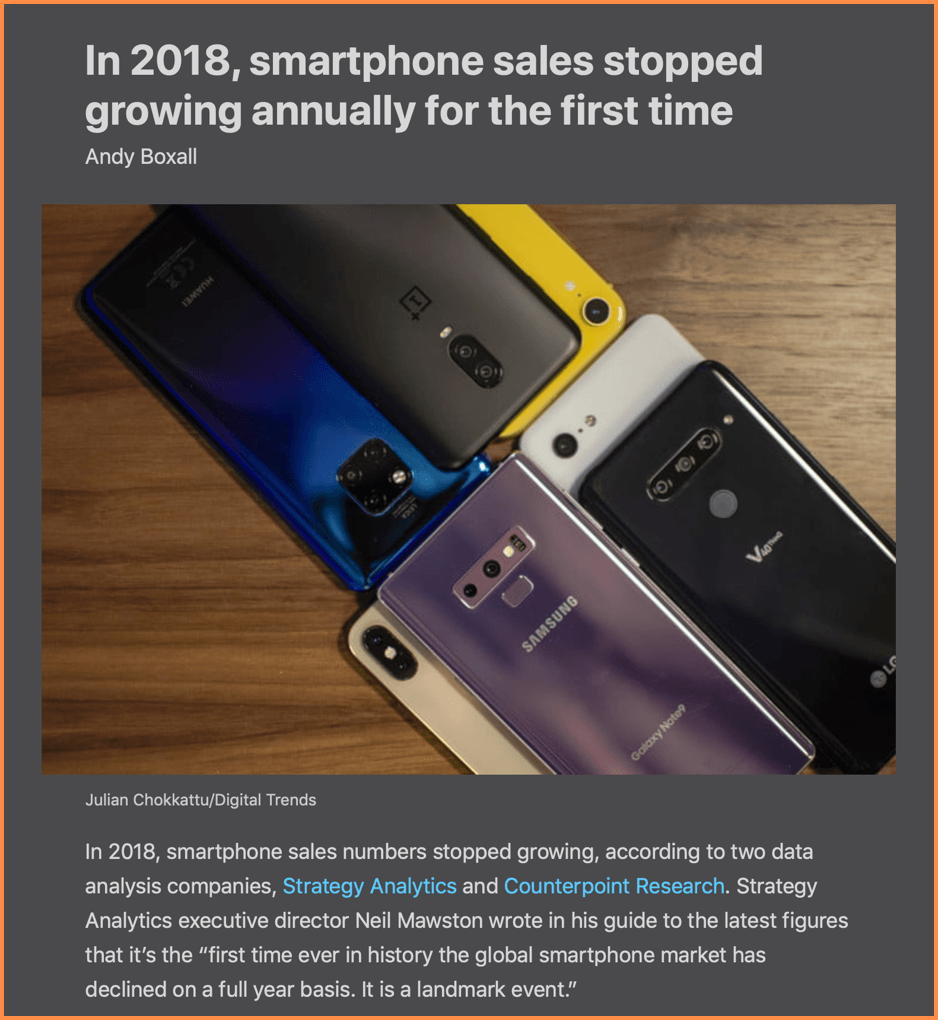 In 2018, smartphone sales stopped
growing annually for the first time
Andy Boxall
HUAWEI
LEICA
SAMSUNG
Galaxy Note9
V40 ThinQ
LG
Julian Chokkattu/Digital Trends
In 2018, smartphone sales numbers stopped growing, according to two data
analysis companies, Strategy Analytics and Counterpoint Research. Strategy
Analytics executive director Neil Mawston wrote in his guide to the latest figures
that it’s the “first time ever in history the global smartphone market has
declined on a full year basis. It is a landmark event.”